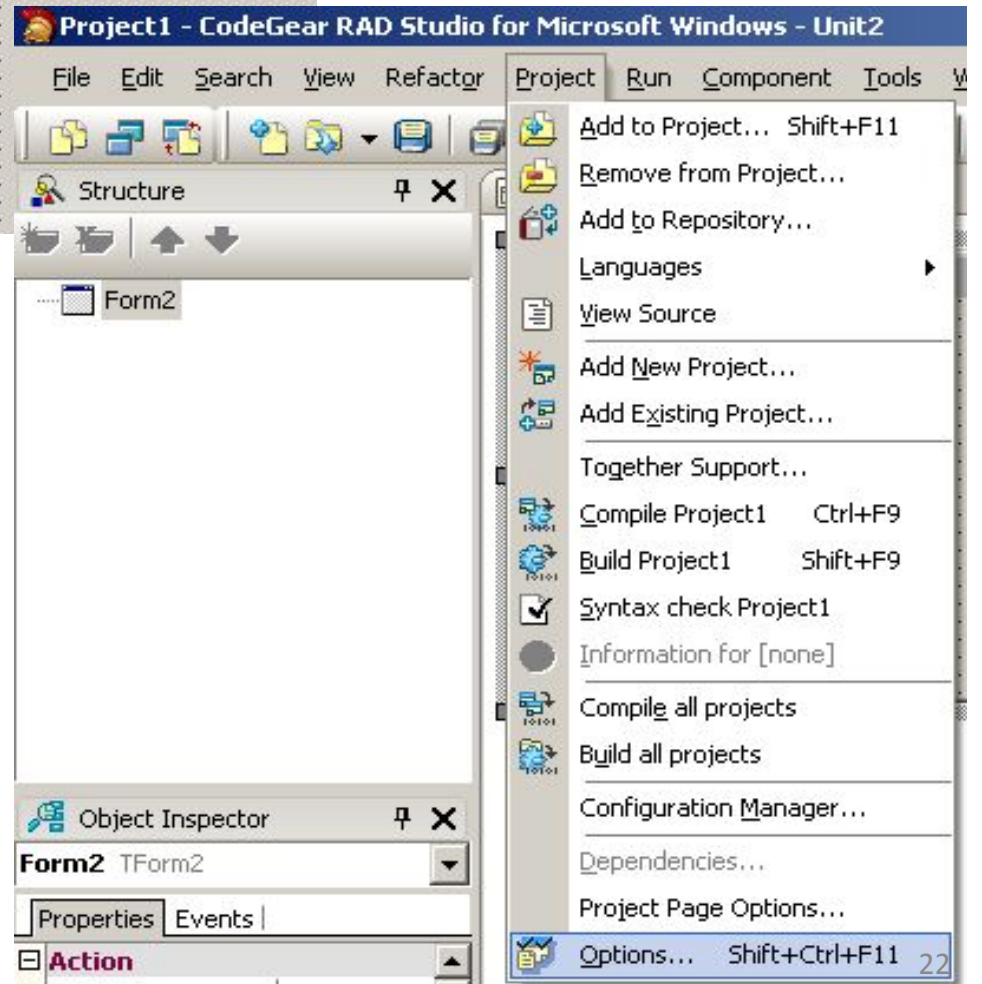 Project1 - CodeGear RAD Studio for Microsoft Windows - Unit2
File Edit Search View Refactor Project Run Component Tools
Structure
Form2
Add to Project... Shift+F11
Remove from Project...
Add to Repository...
Languages
View Source
Add New Project...
Add Existing Project...
Together Support...
Compile Project1 Ctrl+F9
Build Project1 Shift+F9
Syntax check Project1
Information for [none]
Compile all projects
Build all projects
Configuration Manager...
Dependencies...
Project Page Options...
Options... Shift+Ctrl+F11
Object Inspector
Form2 TForm2
Properties Events
Action
22